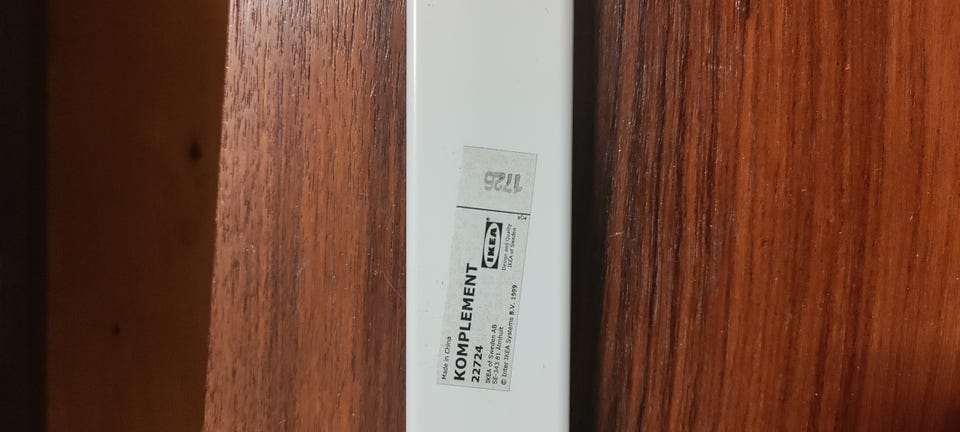 Made in China
KOMPLEMENT
22724
IKEA of Sweden AB
SE-343 81 Älmhult
© Inter IKEA Systems B.V. 1999
IKEA®
Design and Quality
IKEA of Sweden
1726